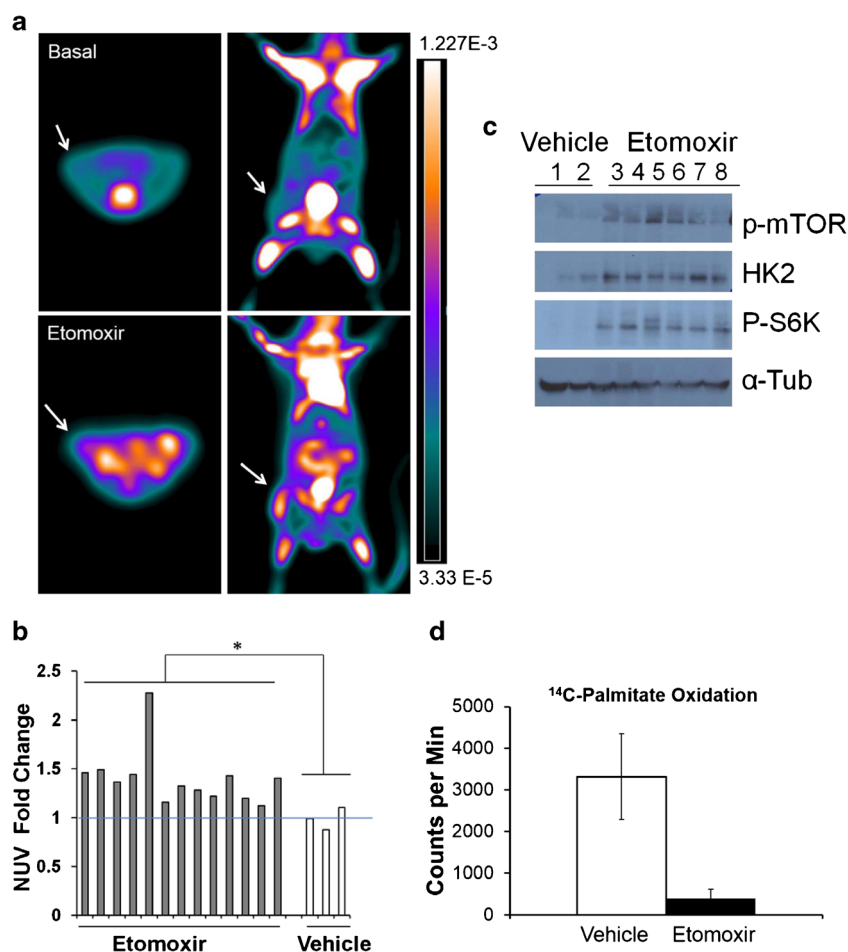 a
Basal
Etomoxir
1.227E-3
3.33 E-5
c
Vehicle Etomoxir
1 2 3 4 5 6 7 8
p-mTOR
HK2
P-S6K
α-Tub
b
*
NUV Fold Change
2.5
2
1.5
1
0.5
0
Etomoxir Vehicle
d
¹⁴C-Palmitate Oxidation
Counts per Min
5000
4000
3000
2000
1000
0
Vehicle Etomoxir